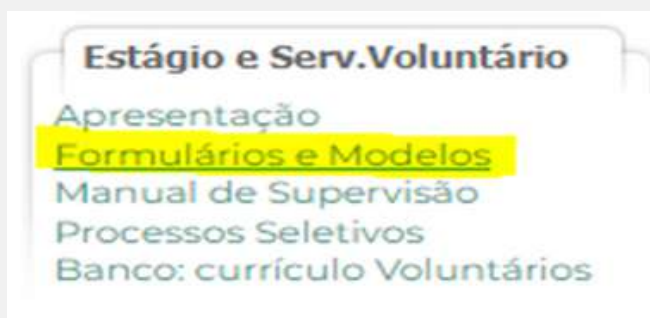 Estágio e Serv.Voluntário
Apresentação
Formulários e Modelos
Manual de Supervisão
Processos Seletivos
Banco: currículo Voluntários